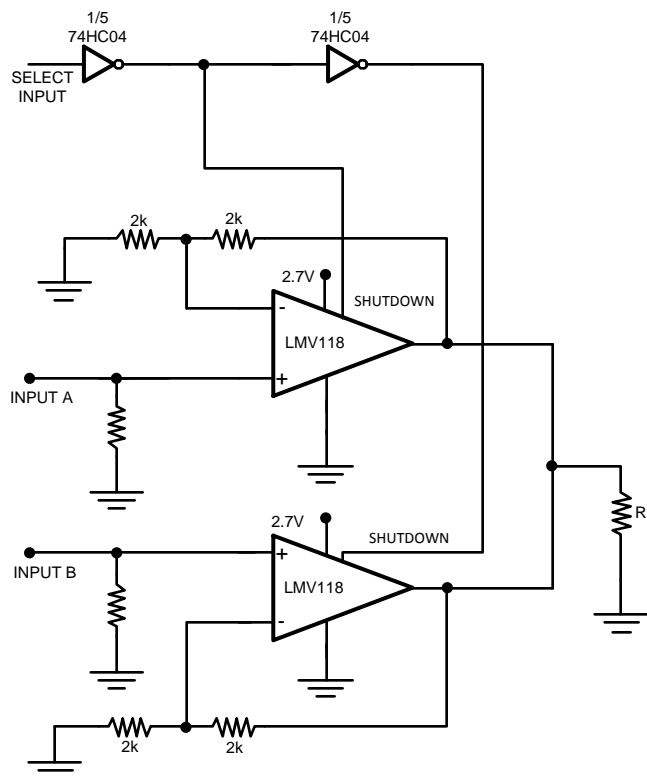 1/5
74HC04
1/5
74HC04
SELECT
INPUT
2k
2k
2.7V
SHUTDOWN
-
LMV118
+
INPUT A
2.7V
SHUTDOWN
+
LMV118
INPUT B
-
R
2k
2k